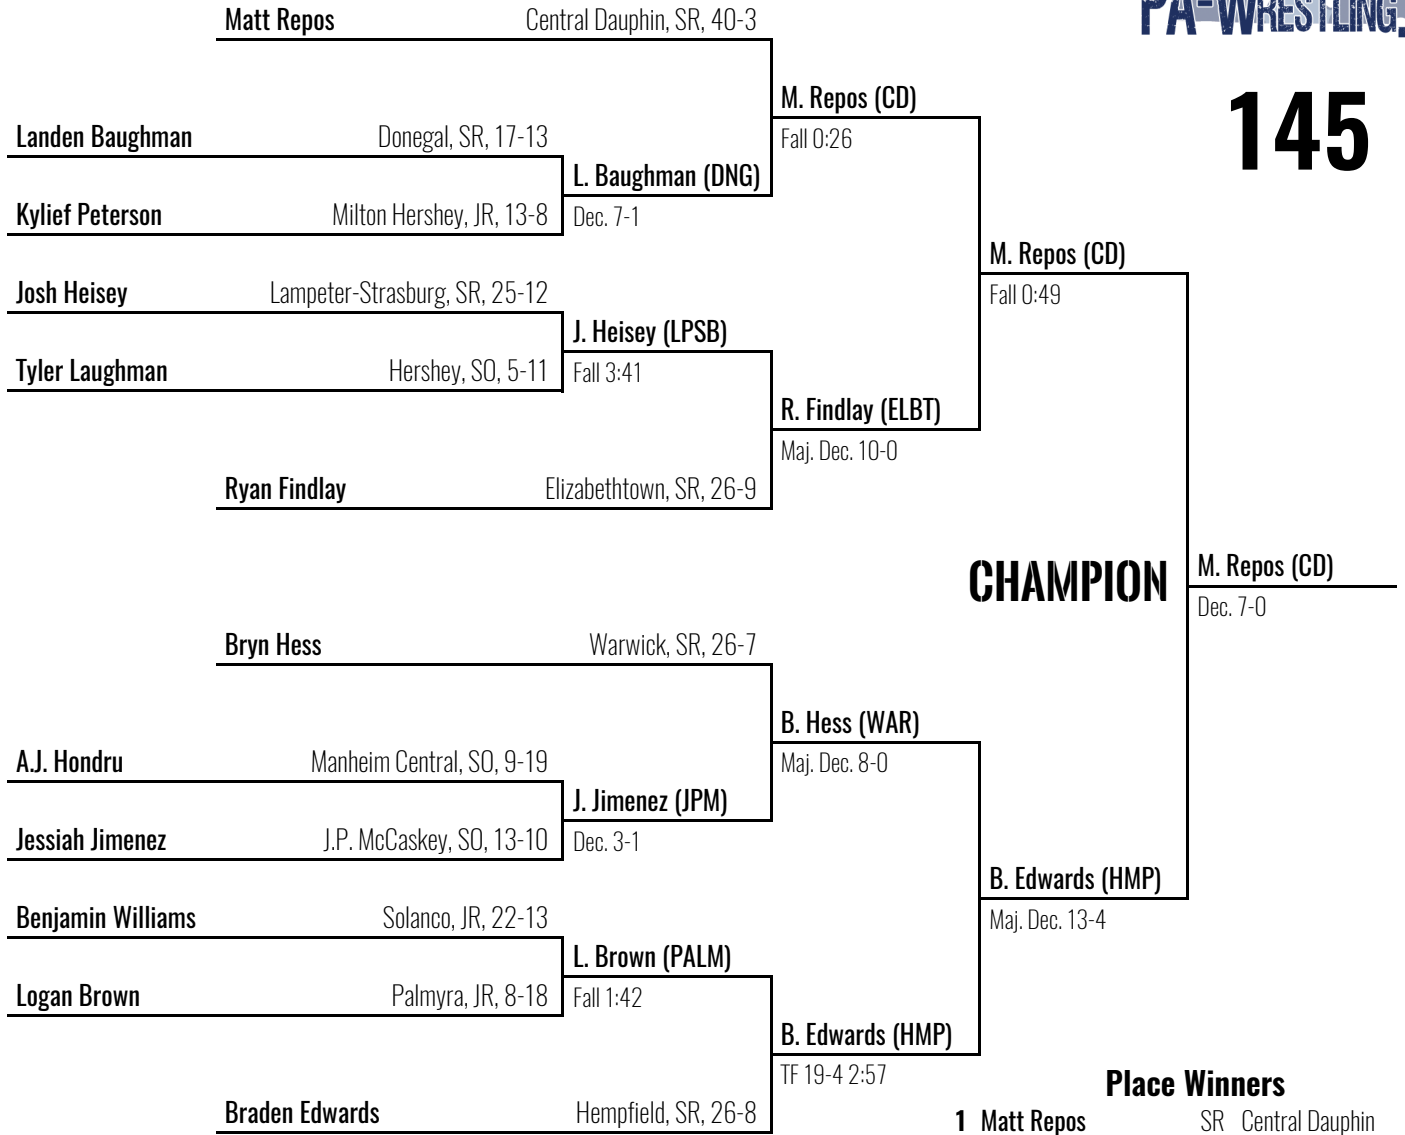 PA-WRESTLING.
145
Matt Repos Central Dauphin, SR, 40-3
M. Repos (CD)
Fall 0:26
Landen Baughman Donegal, SR, 17-13
L. Baughman (DNG)
Dec. 7-1
Kylief Peterson Milton Hershey, JR, 13-8
M. Repos (CD)
Fall 0:49
Josh Heisey Lampeter-Strasburg, SR, 25-12
J. Heisey (LPSB)
Fall 3:41
Tyler Laughman Hershey, SO, 5-11
R. Findlay (ELBT)
Maj. Dec. 10-0
Ryan Findlay Elizabethtown, SR, 26-9
CHAMPION
M. Repos (CD)
Dec. 7-0
Bryn Hess Warwick, SR, 26-7
B. Hess (WAR)
Maj. Dec. 8-0
A.J. Hondru Manheim Central, SO, 9-19
J. Jimenez (JPM)
Dec. 3-1
Jessiah Jimenez J.P. McCaskey, SO, 13-10
B. Edwards (HMP)
Maj. Dec. 13-4
Benjamin Williams Solanco, JR, 22-13
L. Brown (PALM)
Fall 1:42
Logan Brown Palmyra, JR, 8-18
B. Edwards (HMP)
TF 19-4 2:57
Braden Edwards Hempfield, SR, 26-8
Place Winners
1 Matt Repos SR Central Dauphin